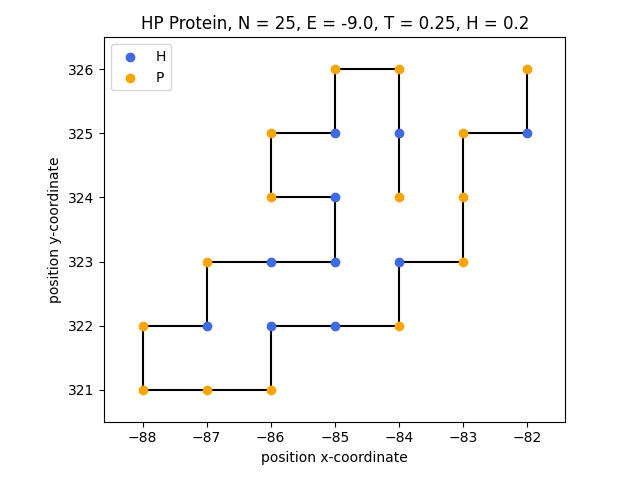 HP Protein, N = 25, E = -9.0, T = 0.25, H = 0.2
H
P
326
325
324
323
322
321
position y-coordinate
−88 −87 −86 −85 −84 −83 −82
position x-coordinate